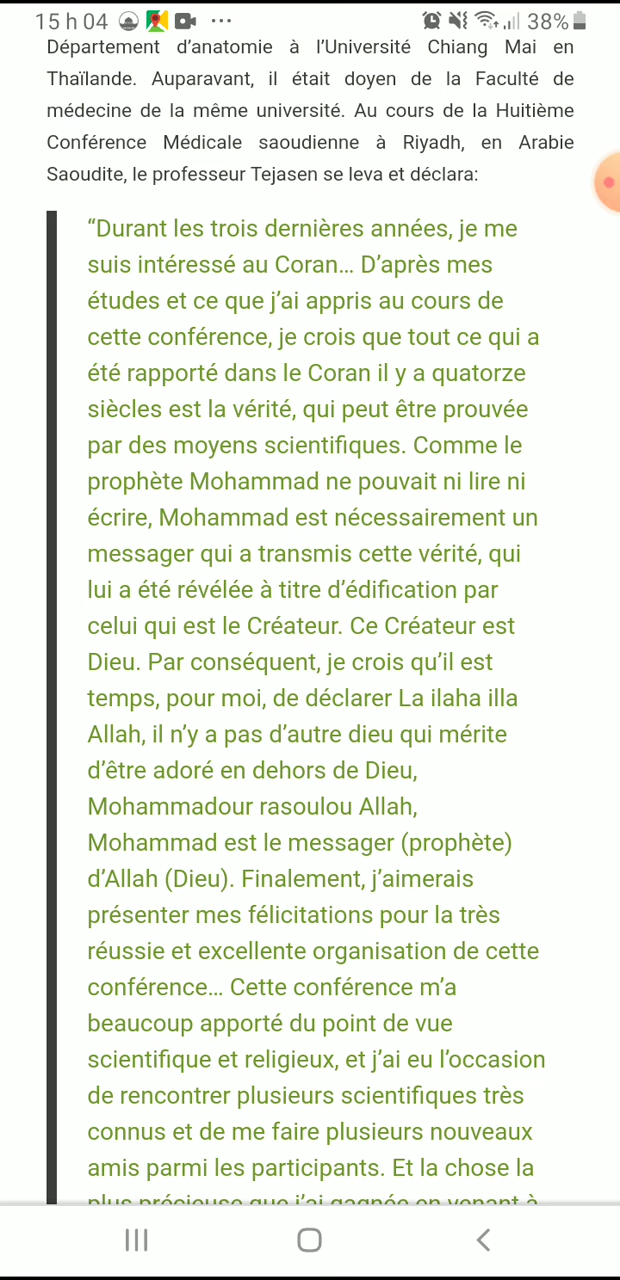 15 h 04
38%
Département d'anatomie à l'Université Chiang Mai en
Thaïlande. Auparavant, il était doyen de la Faculté de
médecine de la même université. Au cours de la Huitième
Conférence Médicale saoudienne à Riyadh, en Arabie
Saoudite, le professeur Tejasen se leva et déclara:
“Durant les trois dernières années, je me
suis intéressé au Coran… D'après mes
études et ce que j'ai appris au cours de
cette conférence, je crois que tout ce qui a
été rapporté dans le Coran il y a quatorze
siècles est la vérité, qui peut être prouvée
par des moyens scientifiques. Comme le
prophète Mohammad ne pouvait ni lire ni
écrire, Mohammad est nécessairement un
messager qui a transmis cette vérité, qui
lui a été révélée à titre d'édification par
celui qui est le Créateur. Ce Créateur est
Dieu. Par conséquent, je crois qu'il est
temps, pour moi, de déclarer La ilaha illa
Allah, il n'y a pas d'autre dieu qui mérite
d'être adoré en dehors de Dieu,
Mohammadour rasoulou Allah,
Mohammad est le messager (prophète)
d'Allah (Dieu). Finalement, j'aimerais
présenter mes félicitations pour la très
réussie et excellente organisation de cette
conférence… Cette conférence m'a
beaucoup apporté du point de vue
scientifique et religieux, et j'ai eu l'occasion
de rencontrer plusieurs scientifiques très
connus et de me faire plusieurs nouveaux
amis parmi les participants. Et la chose la
plus précieuse que j'ai gagnée en venant à